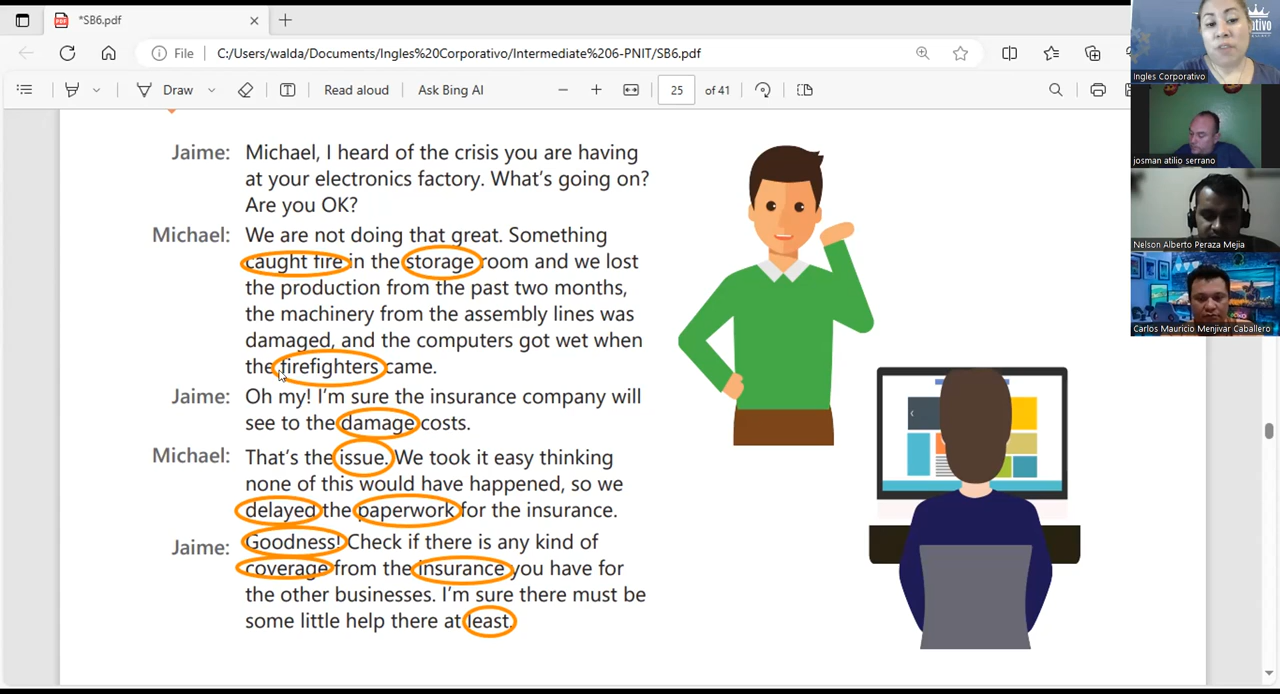 *SB6.pdf
File
C:/Users/walda/Documents/Ingles%20Corporativo/Intermediate%206-PNIT/SB6.pdf
Draw
Read aloud
Ask Bing AI
25
of 41
Ingles Corporativo
josman atilio serrano
Nelson Alberto Peraza Mejia
Carlos Mauricio Menjivar Caballero
Jaime: Michael, I heard of the crisis you are having
at your electronics factory. What's going on?
Are you OK?
Michael: We are not doing that great. Something
caught fire in the storage room and we lost
the production from the past two months,
the machinery from the assembly lines was
damaged, and the computers got wet when
the firefighters came.
Jaime: Oh my! I'm sure the insurance company will
see to the damage costs.
Michael: That's the issue. We took it easy thinking
none of this would have happened, so we
delayed the paperwork for the insurance.
Jaime: Goodness! Check if there is any kind of
coverage from the insurance you have for
the other businesses. I'm sure there must be
some little help there at least.